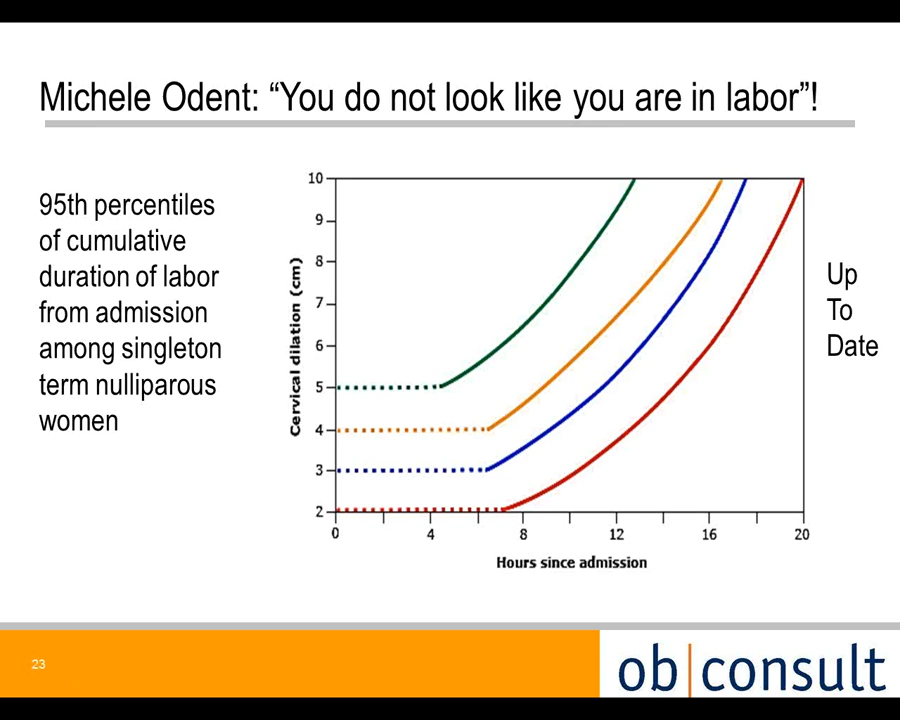 Michele Odent: “You do not look like you are in labor”!
95th percentiles
of cumulative
duration of labor
from admission
among singleton
term nulliparous
women
Cervical dilation (cm)
10
9
8
7
6
5
4
3
2
0 4 8 12 16 20
Hours since admission
Up
To
Date
23
ob consult